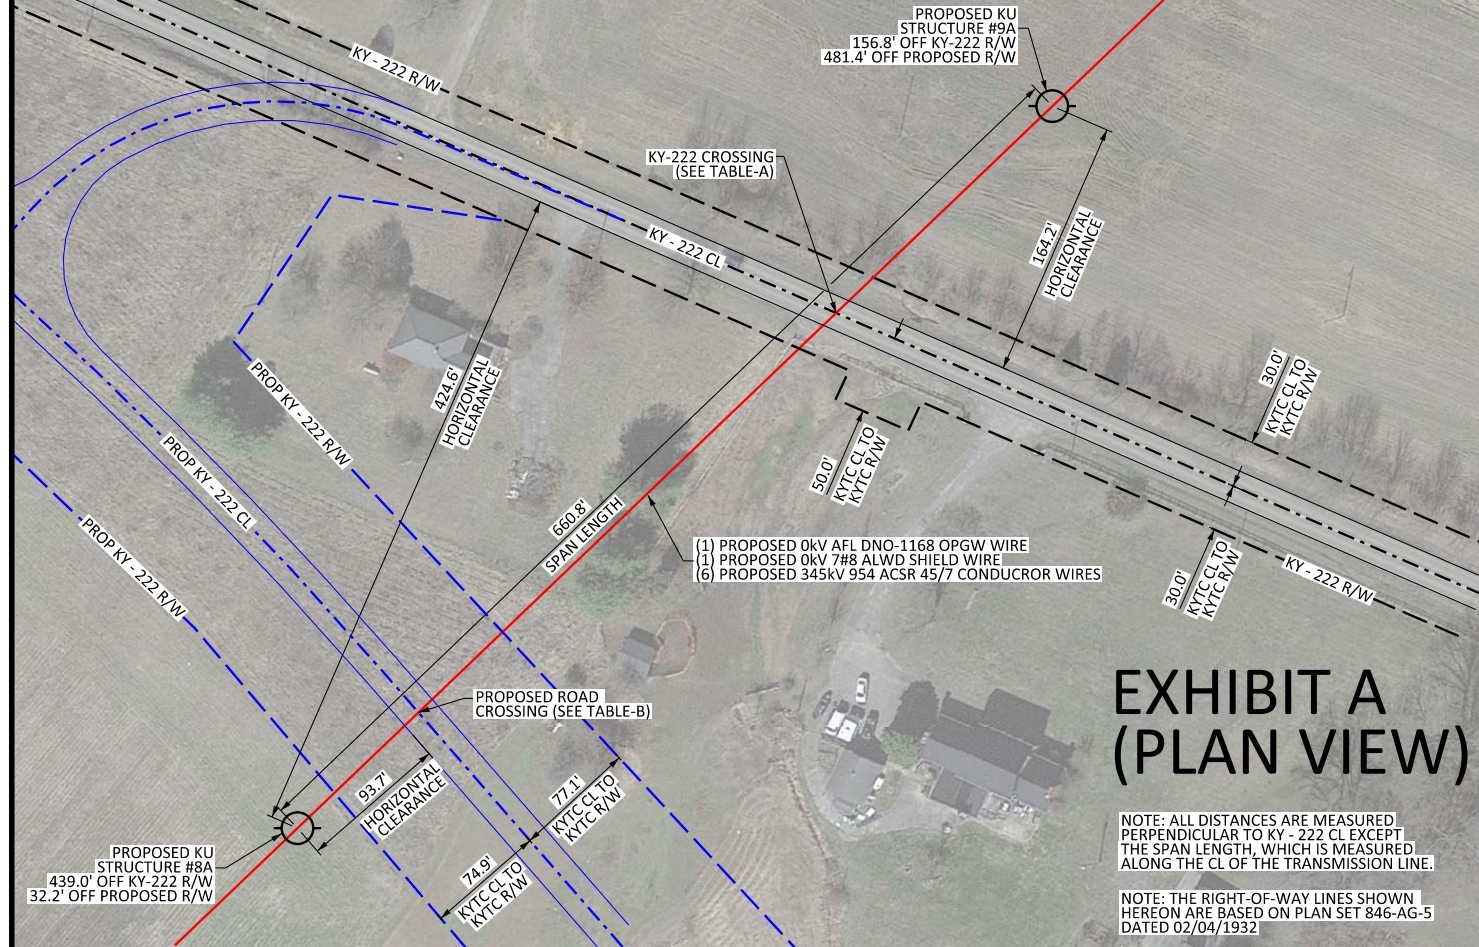 PROPOSED KU
STRUCTURE #9A
156.8' OFF KY-222 R/W
481.4' OFF PROPOSED R/W
KY - 222 R/W
KY-222 CROSSING
(SEE TABLE-A)
KY - 222 CL
164.2'
HORIZONTAL
CLEARANCE
424.6'
HORIZONTAL
CLEARANCE
30.0'
KYTC CL TO
KYTC R/W
50.0'
KYTC CL TO
KYTC R/W
PROP KY - 222 R/W
PROP KY - 222 CL
PROP KY - 222 R/W
660.8'
SPAN LENGTH
(1) PROPOSED 0kV AFL DNO-1168 OPGW WIRE
(1) PROPOSED 0kV 7#8 ALWD SHIELD WIRE
(6) PROPOSED 345kV 954 ACSR 45/7 CONDUCROR WIRES
30.0'
KYTC CL TO
KYTC R/W
KY - 222 R/W
PROPOSED ROAD
CROSSING (SEE TABLE-B)
93.7'
HORIZONTAL
CLEARANCE
77.1'
KYTC CL TO
KYTC R/W
74.9'
KYTC CL TO
KYTC R/W
PROPOSED KU
STRUCTURE #8A
439.0' OFF KY-222 R/W
32.2' OFF PROPOSED R/W
EXHIBIT A
(PLAN VIEW)
NOTE: ALL DISTANCES ARE MEASURED
PERPENDICULAR TO KY - 222 CL EXCEPT
THE SPAN LENGTH, WHICH IS MEASURED
ALONG THE CL OF THE TRANSMISSION LINE.
NOTE: THE RIGHT-OF-WAY LINES SHOWN
HEREON ARE BASED ON PLAN SET 846-AG-5
DATED 02/04/1932